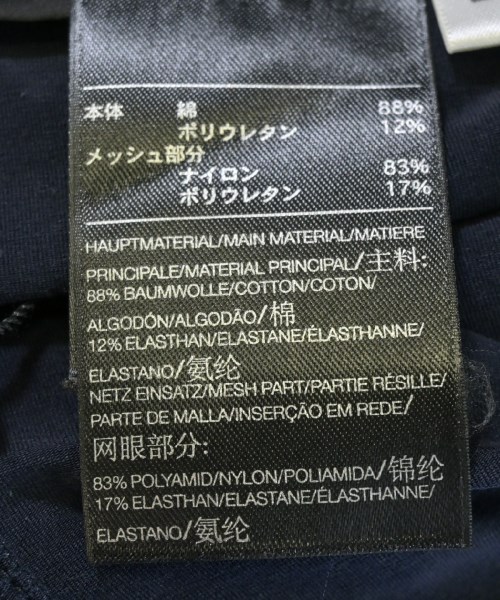 本体 綿 88%
ポリウレタン 12%
メッシュ部分
ナイロン 83%
ポリウレタン 17%
HAUPTMATERIAL/MAIN MATERIAL/MATIERE
PRINCIPALE/MATERIAL PRINCIPAL/主料:
88% BAUMWOLLE/COTTON/COTON/
ALGODÓN/ALGODÃO/棉
12% ELASTHAN/ELASTANE/ÉLASTHANNE/
ELASTANO/氨纶
NETZ EINSATZ/MESH PART/PARTIE RÉSILLE/
PARTE DE MALLA/INSERÇÃO EM REDE/
网眼部分:
83% POLYAMID/NYLON/POLIAMIDA/锦纶
17% ELASTHAN/ELASTANE/ÉLASTHANNE/
ELASTANO/氨纶